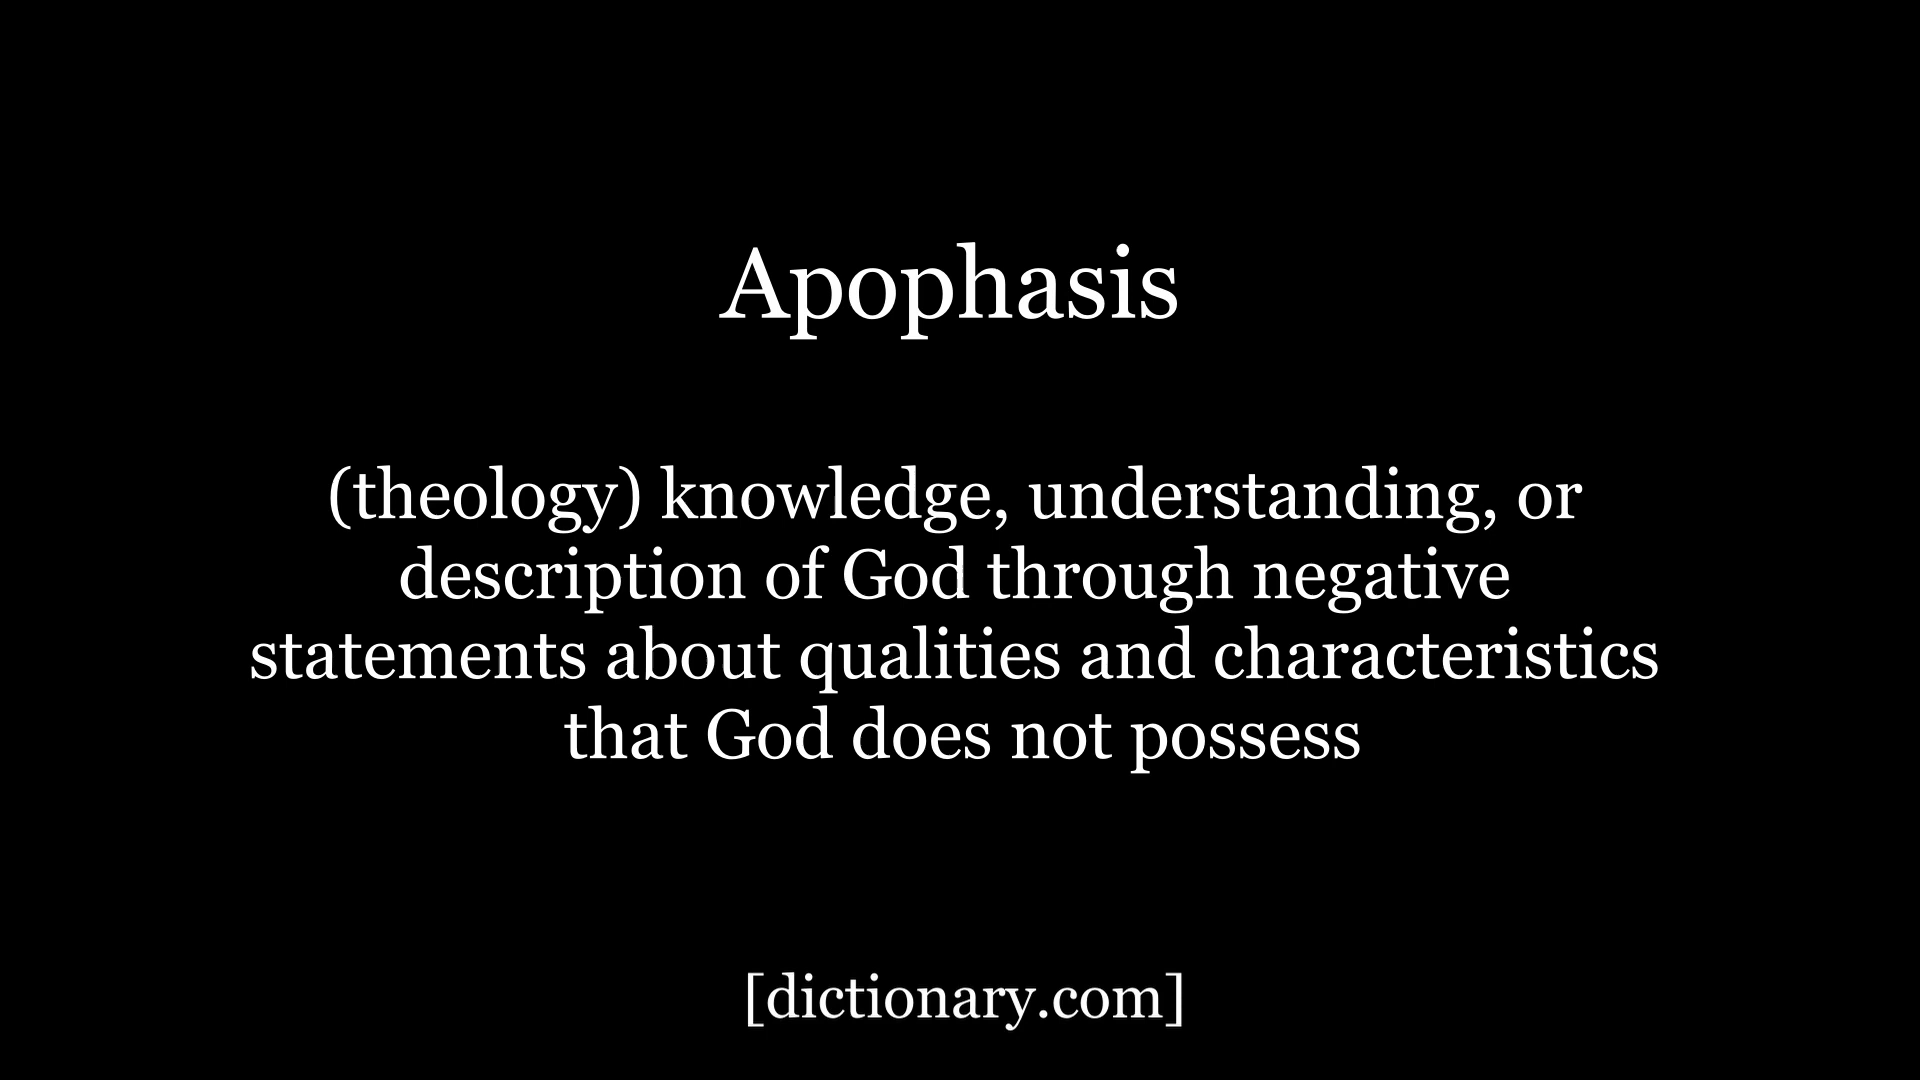 Apophasis
(theology) knowledge, understanding, or
description of God through negative
statements about qualities and characteristics
that God does not possess
[dictionary.com]